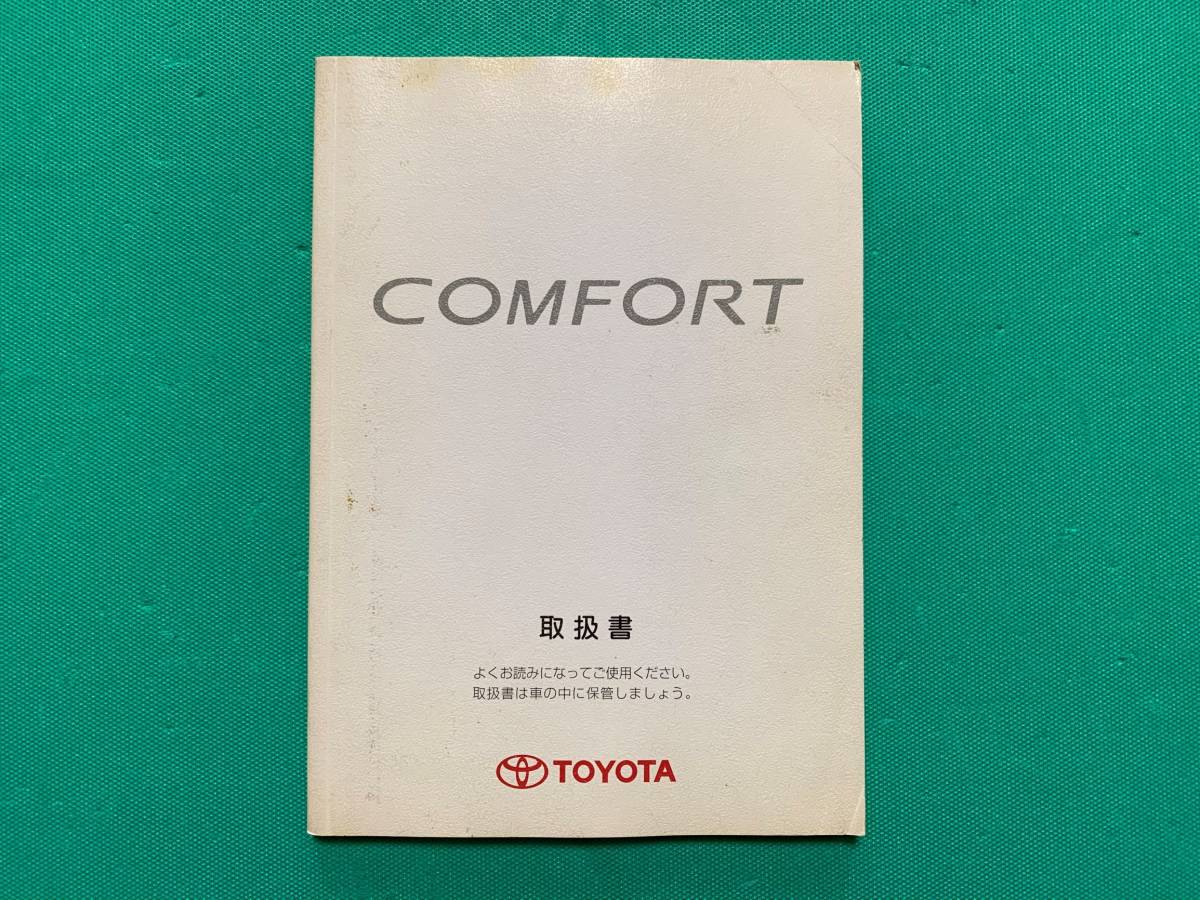 COMFORT
取扱書
よくお読みになってご使用ください。
取扱書は車の中に保管しましょう。
TOYOTA